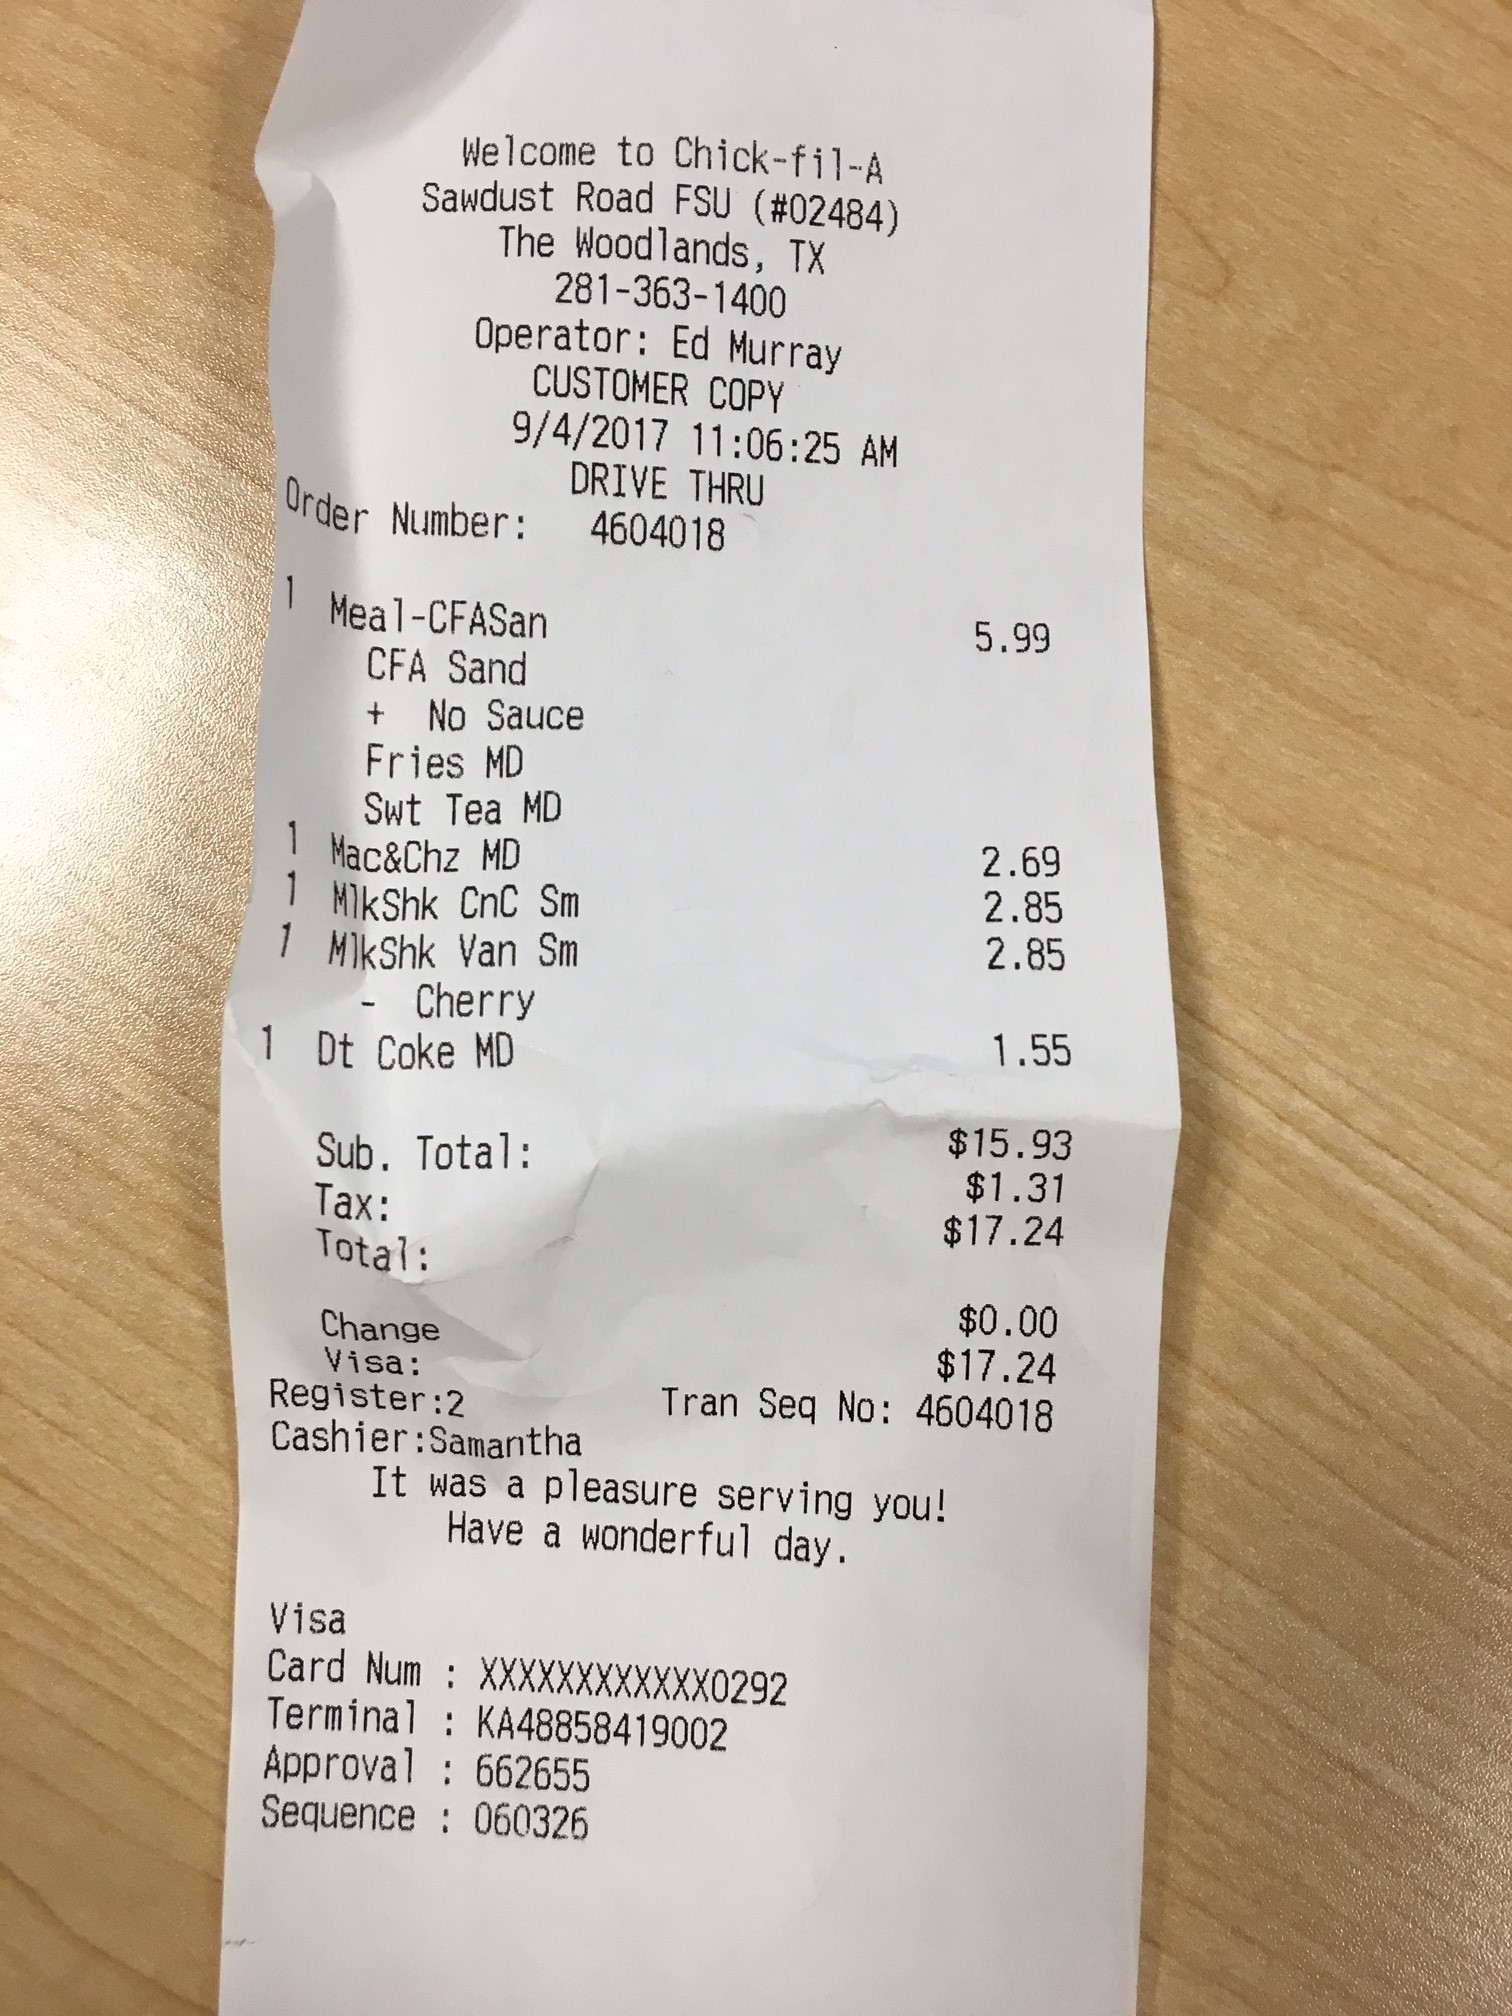 Welcome to Chick-fil-A
Sawdust Road FSU (#02484)
The Woodlands, TX
281-363-1400
Operator: Ed Murray
CUSTOMER COPY
9/4/2017 11:06:25 AM
DRIVE THRU
Order Number: 4604018
1 Meal-CFASan 5.99
CFA Sand
+ No Sauce
Fries MD
Swt Tea MD
1 Mac&Chz MD 2.69
1 MlkShk CnC Sm 2.85
1 MlkShk Van Sm 2.85
- Cherry
1 Dt Coke MD 1.55
Sub. Total: $15.93
Tax: $1.31
Total: $17.24
Change $0.00
Visa: $17.24
Register:2 Tran Seq No: 4604018
Cashier:Samantha
It was a pleasure serving you!
Have a wonderful day.
Visa
Card Num : XXXXXXXXXXXX0292
Terminal : KA48858419002
Approval : 662655
Sequence : 060326